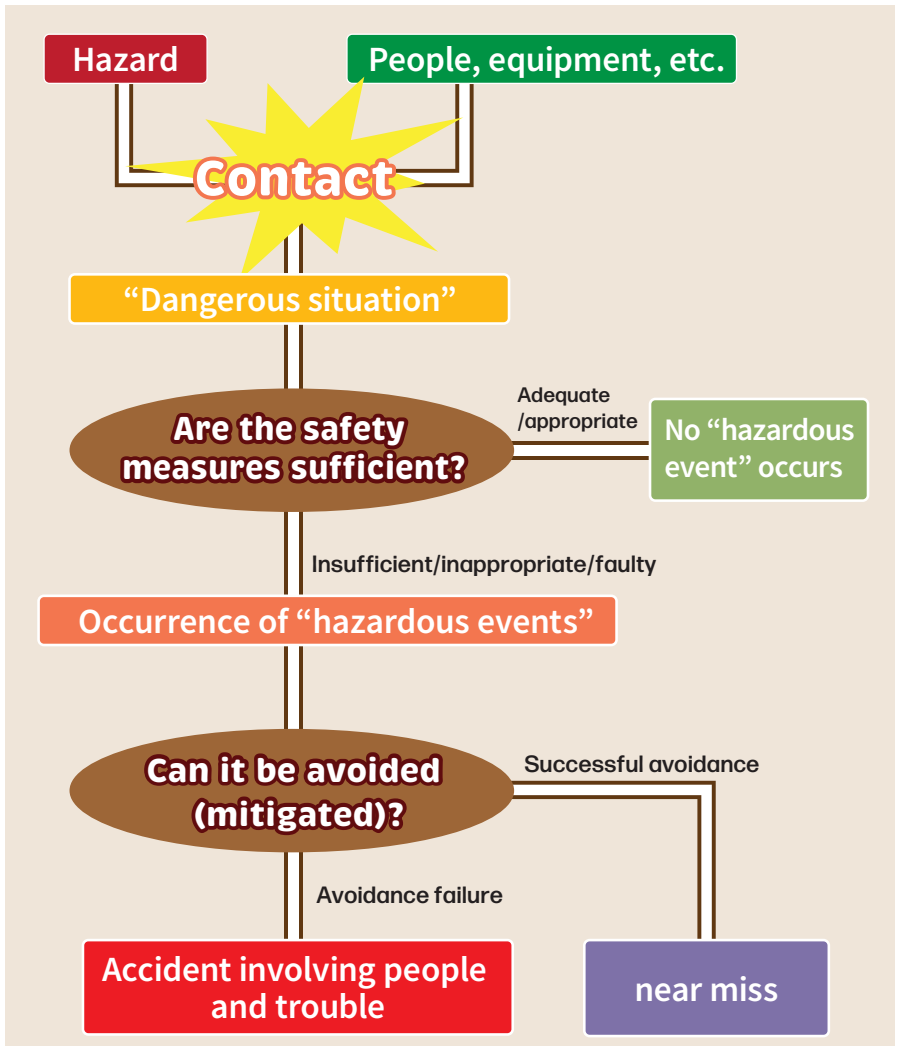 Hazard
People, equipment, etc.
Contact
“Dangerous situation”
Are the safety
measures sufficient?
Adequate
/appropriate
No “hazardous
event” occurs
Insufficient/inappropriate/faulty
Occurrence of “hazardous events”
Can it be avoided
(mitigated)?
Successful avoidance
Avoidance failure
Accident involving people
and trouble
near miss